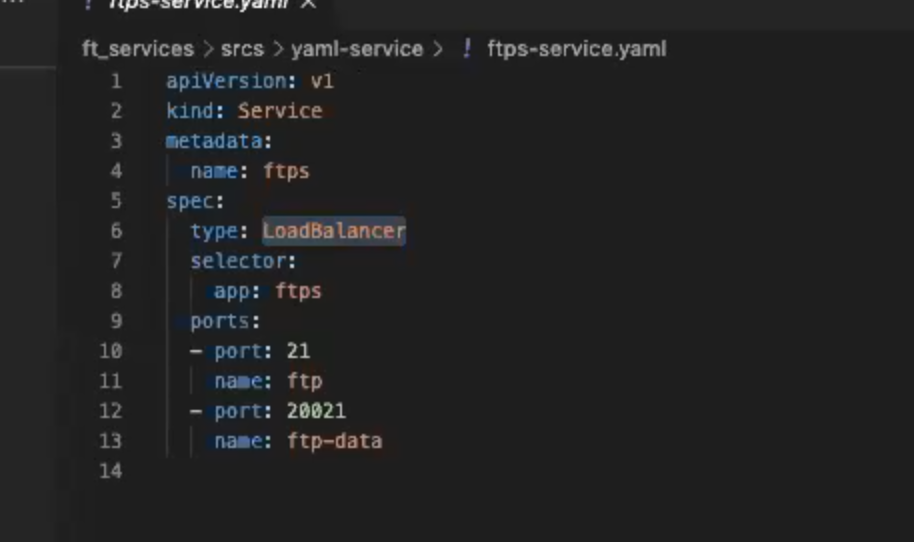 ! ftps-service.yaml ×
ft_services > srcs > yaml-service > ! ftps-service.yaml
1 apiVersion: v1
2 kind: Service
3 metadata:
4 name: ftps
5 spec:
6 type: LoadBalancer
7 selector:
8 app: ftps
9 ports:
10 - port: 21
11 name: ftp
12 - port: 20021
13 name: ftp-data
14